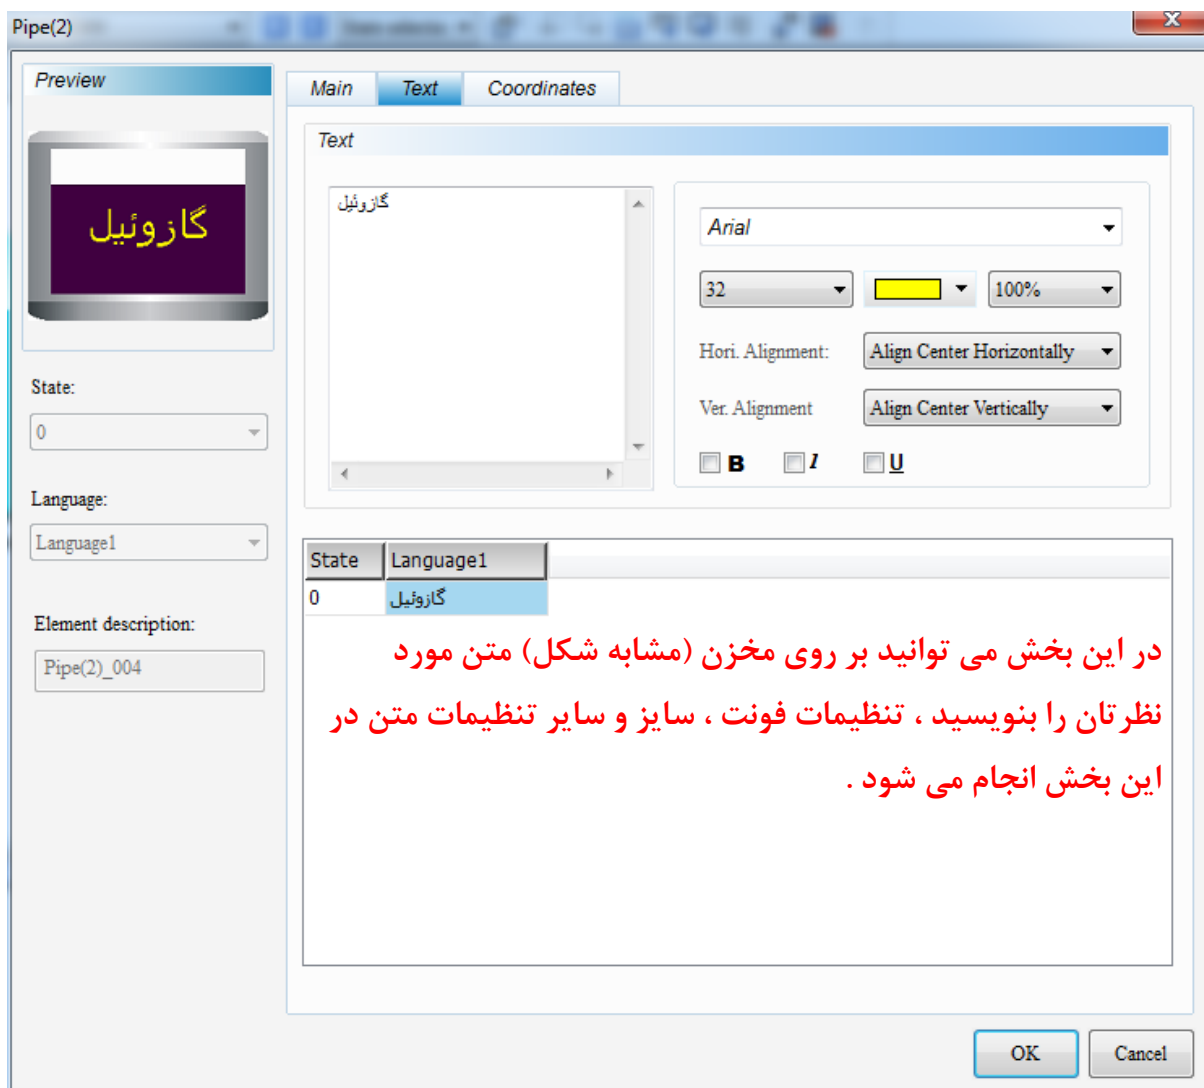 Pipe(2)
Preview
گازوئیل
State:
0
Language:
Language1
Element description:
Pipe(2)_004
Main Text Coordinates
Text
گازوئیل
Arial
32 100%
Hori. Alignment: Align Center Horizontally
Ver. Alignment Align Center Vertically
B I U
State Language1
0 گازوئیل
در این بخش می توانید بر روی مخزن (مشابه شکل) متن مورد
نظرتان را بنویسید ، تنظیمات فونت ، سایز و سایر تنظیمات متن در
این بخش انجام می شود .
OK Cancel